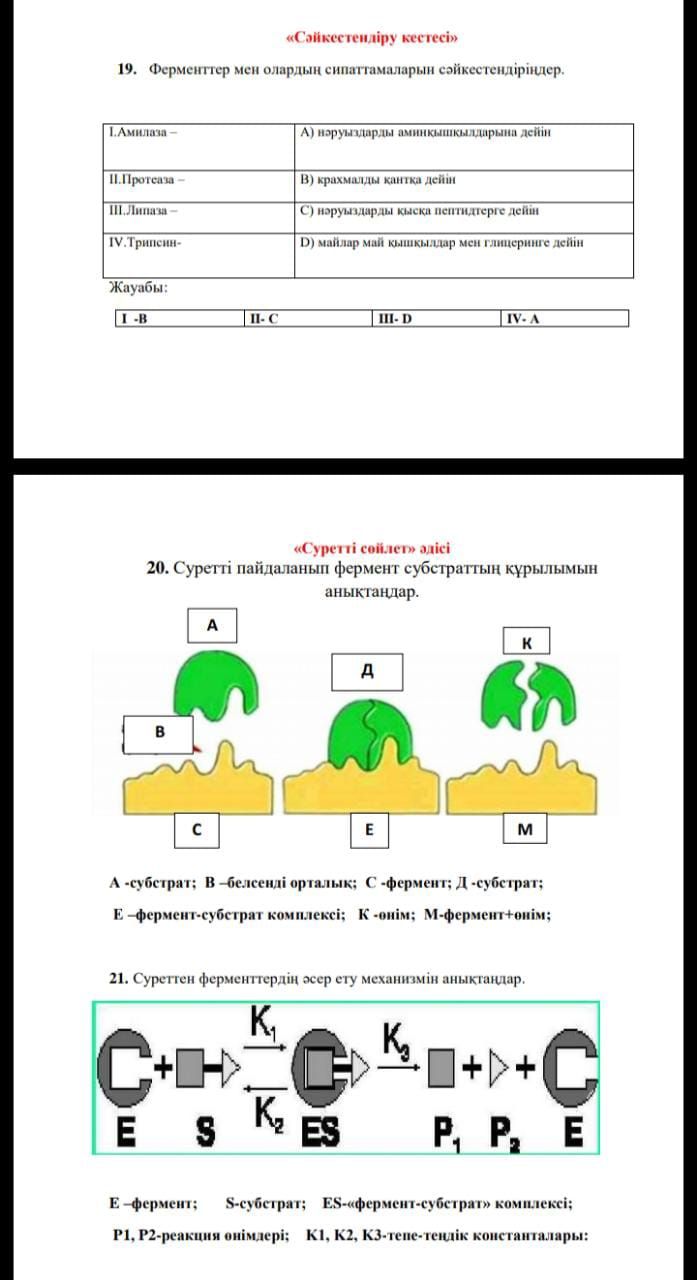 «Сәйкестендіру кестесі»
19. Ферменттер мен олардың сипаттамаларын сәйкестендіріңдер.
I.Амилаза – А) нәруыздарды аминқышқылдарына дейін
II.Протеаза – В) крахмалды қантқа дейін
III.Липаза – С) нәруыздарды қысқа пептидтерге дейін
IV.Трипсин- D) майлар май қышқылдар мен глицеринге дейін
Жауабы:
I -В II- С III- D IV- А
«Суретті сөйлет» әдісі
20. Суретті пайдаланып фермент субстраттың құрылымын
анықтаңдар.
А
К
Д
В
С Е М
А -субстрат; В –белсенді орталық; С -фермент; Д -субстрат;
Е –фермент-субстрат комплексі; К -өнім; М-фермент+өнім;
21. Суреттен ферменттердің әсер ету механизмін анықтаңдар.
K1
K3
+ + +
K2
E S ES P1 P2 E
Е –фермент; S-субстрат; ES-«фермент-субстрат» комплексі;
Р1, Р2-реакция өнімдері; К1, К2, К3-тепе-теңдік константалары: